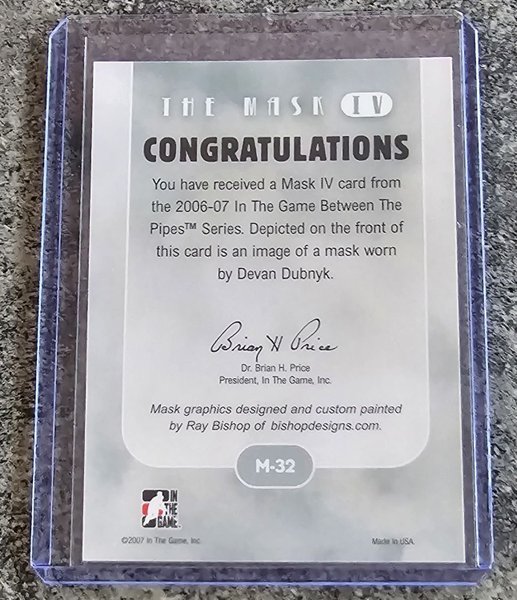 THE MASK IV
CONGRATULATIONS
You have received a Mask IV card from
the 2006-07 In The Game Between The
Pipes™ Series. Depicted on the front of
this card is an image of a mask worn
by Devan Dubnyk.
Brian H Price
Dr. Brian H. Price
President, In The Game, Inc.
Mask graphics designed and custom painted
by Ray Bishop of bishopdesigns.com.
M-32
IN
THE
GAME
©2007 In The Game, Inc.
Made in USA.